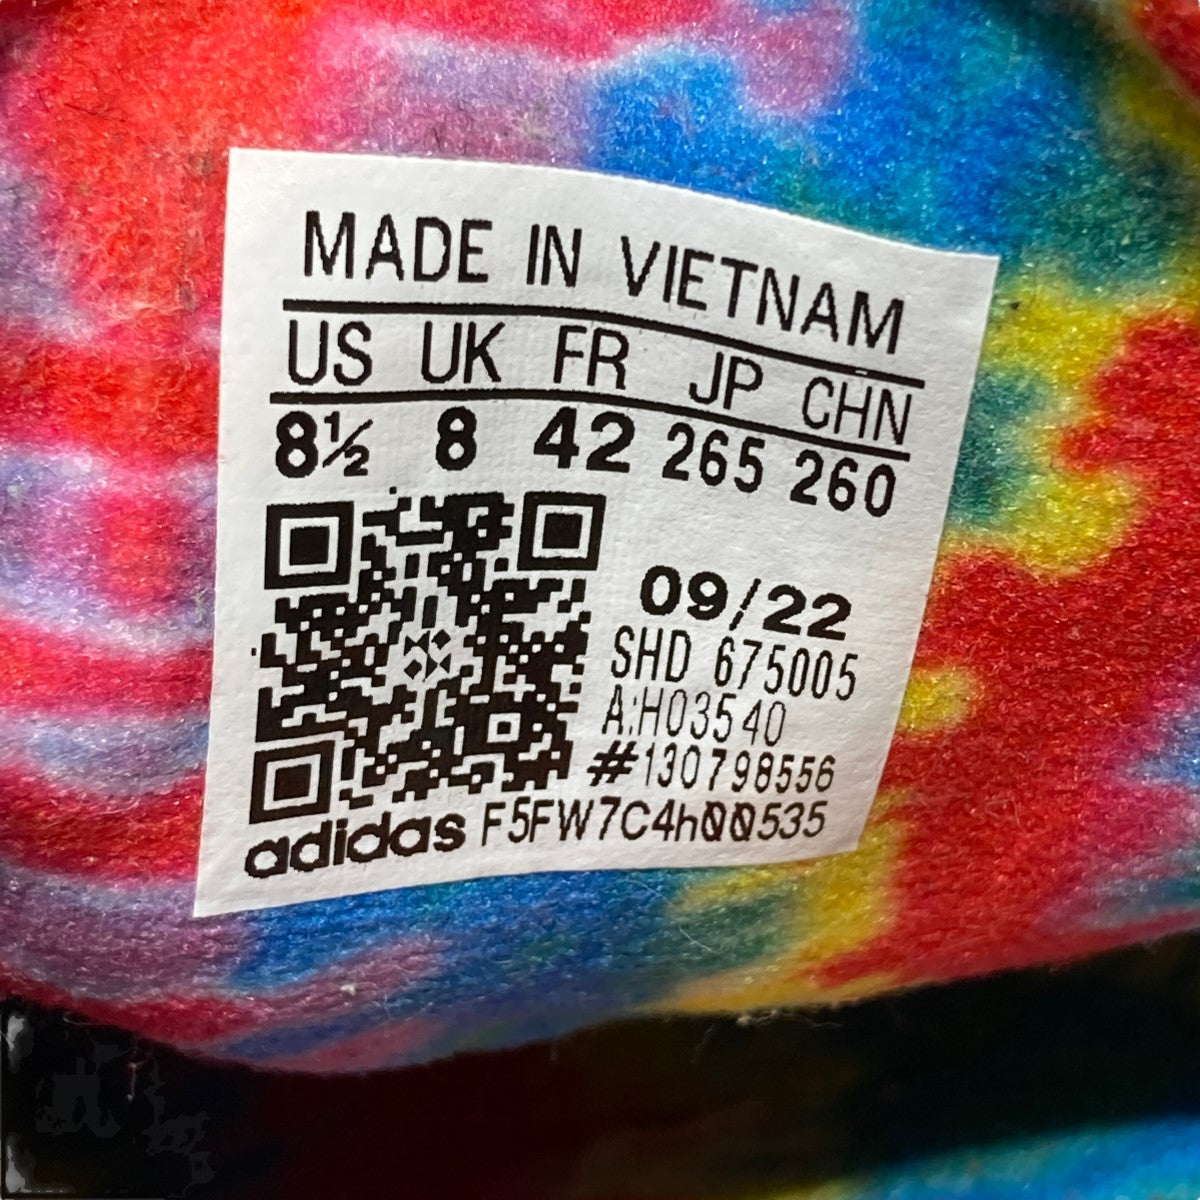 MADE IN VIETNAM
US UK FR JP CHN
8½ 8 42 265 260
09/22
SHD 675005
A:H03540
#130798556
adidas F5FW7C4h00535